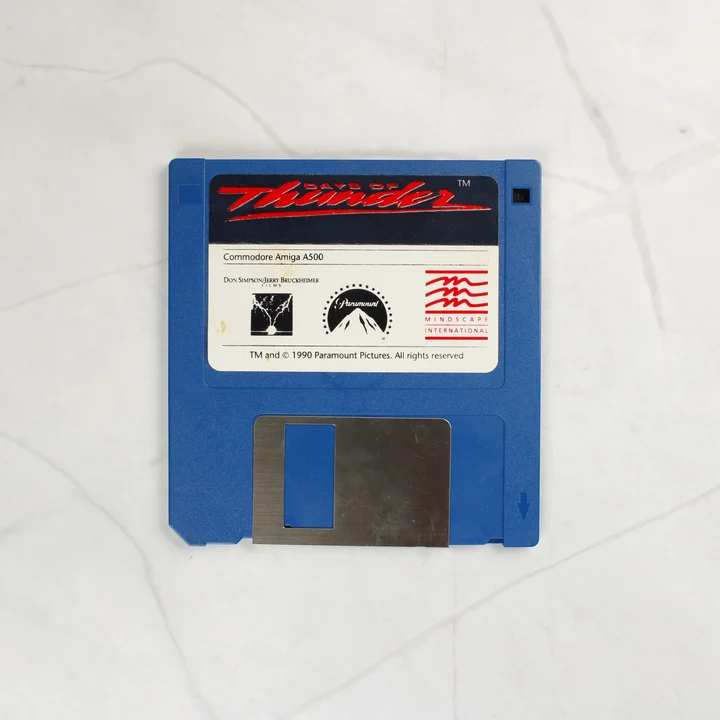 DAYS OF
Thunder TM
Commodore Amiga A500
DON SIMPSON/JERRY BRUCKHEIMER
FILMS
Paramount
®
MINDSCAPE
INTERNATIONAL
TM and © 1990 Paramount Pictures. All rights reserved